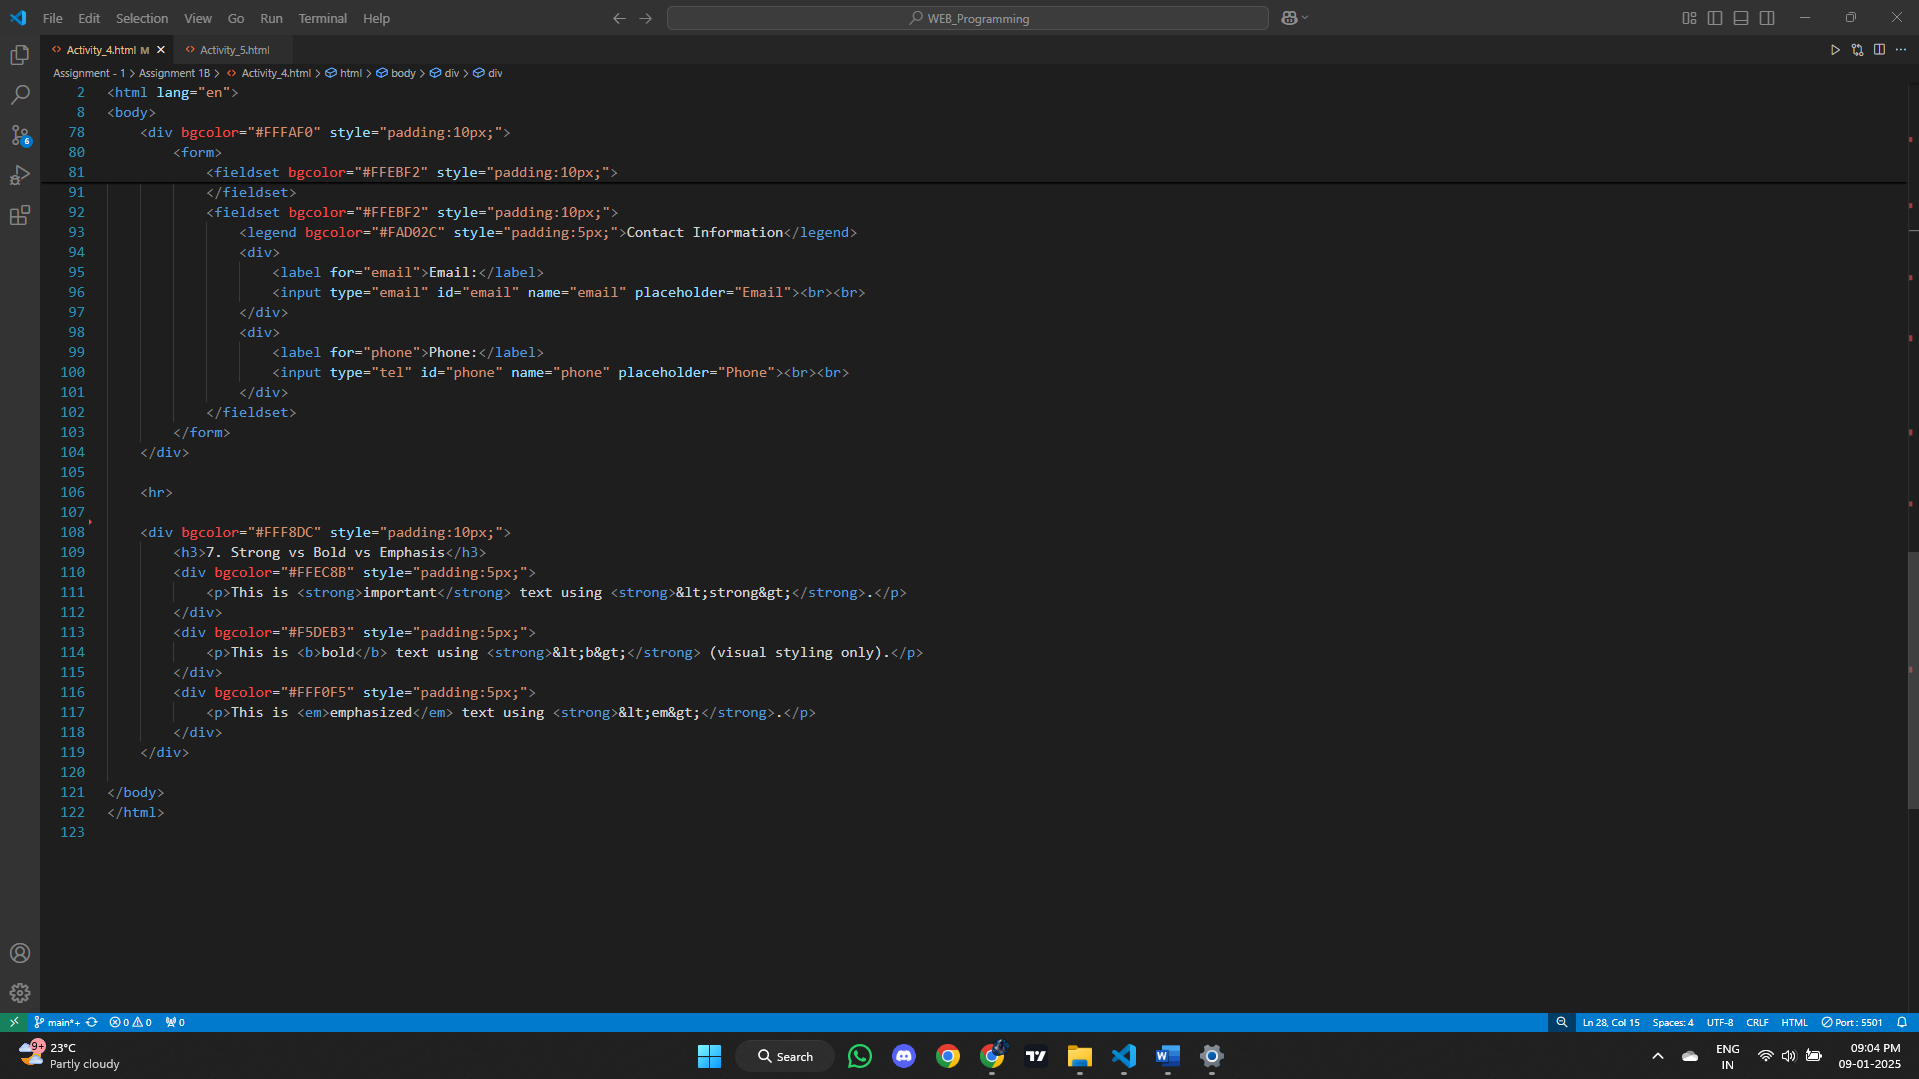 File Edit Selection View Go Run Terminal Help
WEB_Programming
Activity_4.html M
Activity_5.html
Assignment - 1 > Assignment 1B > Activity_4.html > html > body > div > div
2 <html lang="en">
8 <body>
78 <div bgcolor="#FFFAF0" style="padding:10px;">
80 <form>
81 <fieldset bgcolor="#FFEBF2" style="padding:10px;">
91 </fieldset>
92 <fieldset bgcolor="#FFEBF2" style="padding:10px;">
93 <legend bgcolor="#FAD02C" style="padding:5px;">Contact Information</legend>
94 <div>
95 <label for="email">Email:</label>
96 <input type="email" id="email" name="email" placeholder="Email"><br><br>
97 </div>
98 <div>
99 <label for="phone">Phone:</label>
100 <input type="tel" id="phone" name="phone" placeholder="Phone"><br><br>
101 </div>
102 </fieldset>
103 </form>
104 </div>
105
106 <hr>
107
108 <div bgcolor="#FFF8DC" style="padding:10px;">
109 <h3>7. Strong vs Bold vs Emphasis</h3>
110 <div bgcolor="#FFEC8B" style="padding:5px;">
111 <p>This is <strong>important</strong> text using <strong>&lt;strong&gt;</strong>.</p>
112 </div>
113 <div bgcolor="#F5DEB3" style="padding:5px;">
114 <p>This is <b>bold</b> text using <strong>&lt;b&gt;</strong> (visual styling only).</p>
115 </div>
116 <div bgcolor="#FFF0F5" style="padding:5px;">
117 <p>This is <em>emphasized</em> text using <strong>&lt;em&gt;</strong>.</p>
118 </div>
119 </div>
120
121 </body>
122 </html>
123
6
main*+ 0 0 0
Ln 28, Col 15 Spaces: 4 UTF-8 CRLF HTML Port : 5501
9+
23°C
Partly cloudy
Search
ENG
IN
09:04 PM
09-01-2025